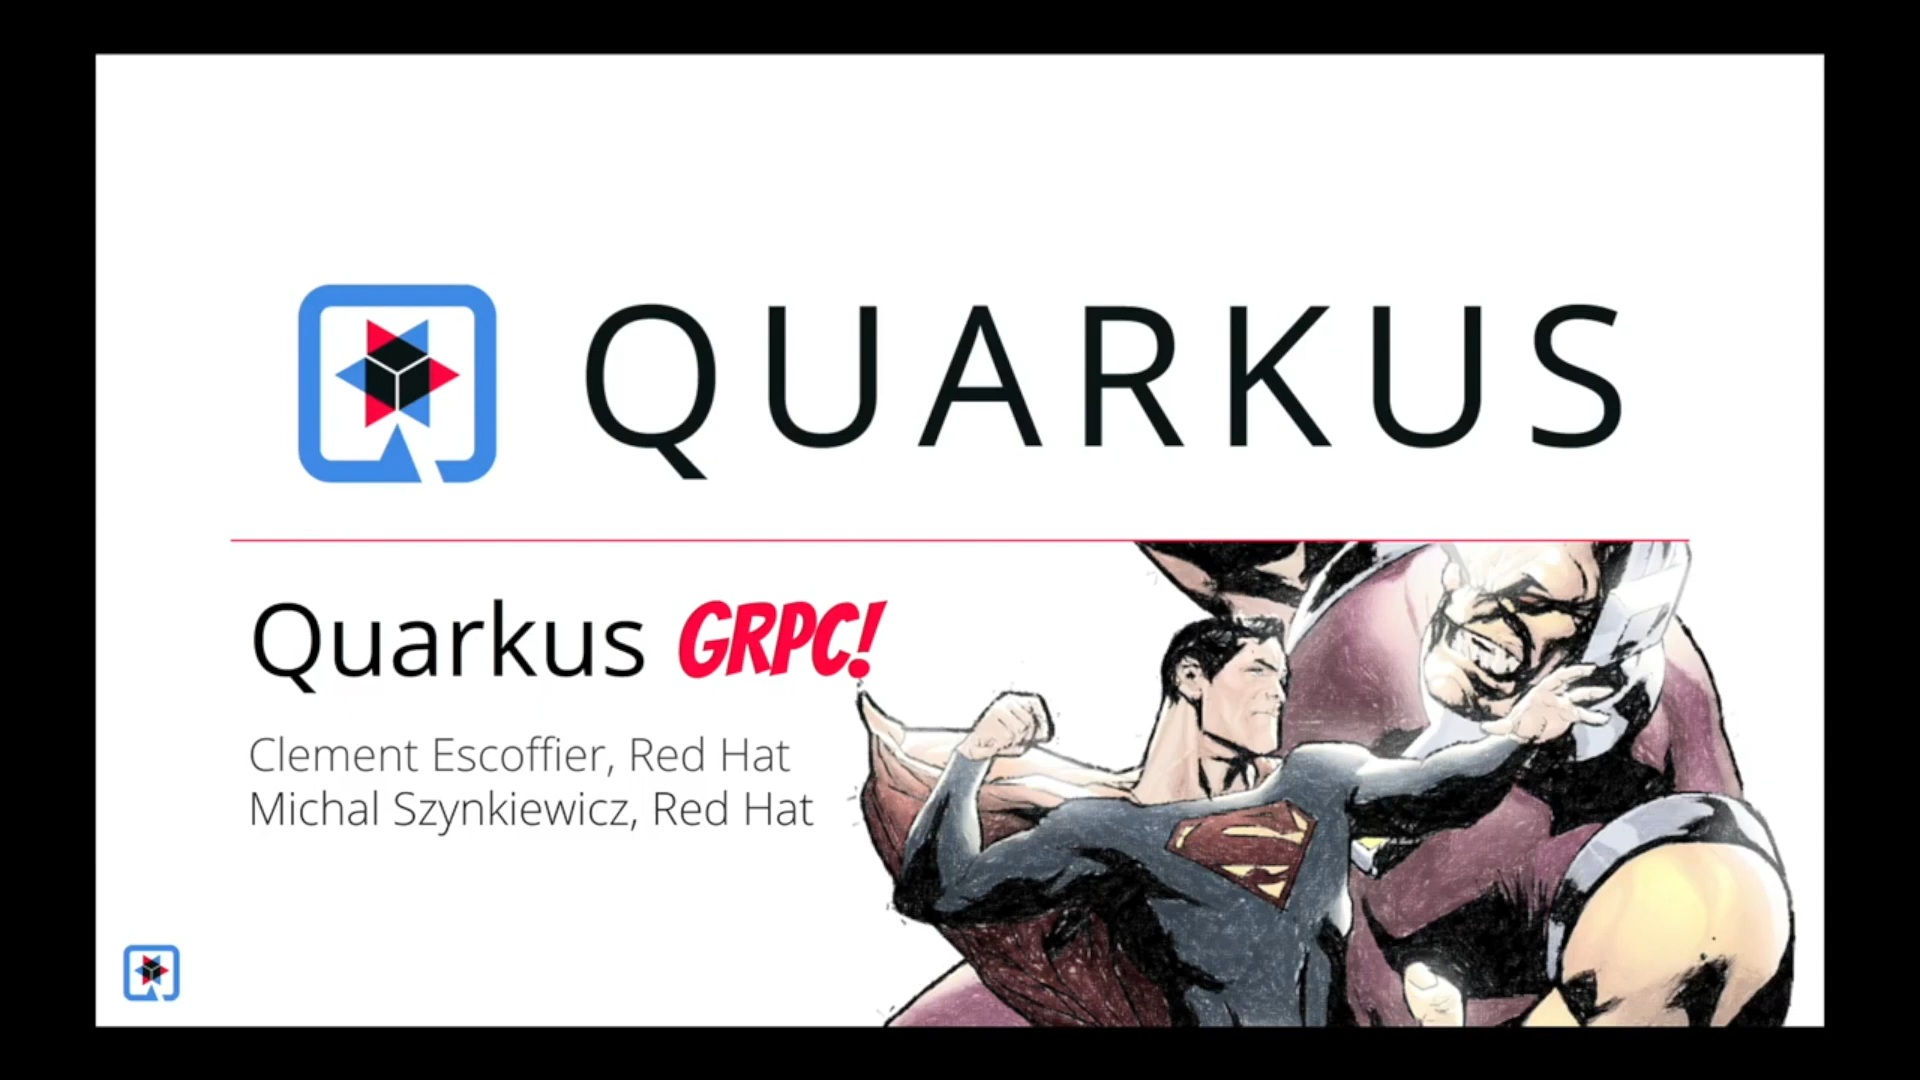 QUARKUS
Quarkus GRPC!
Clement Escoffier, Red Hat
Michal Szynkiewicz, Red Hat